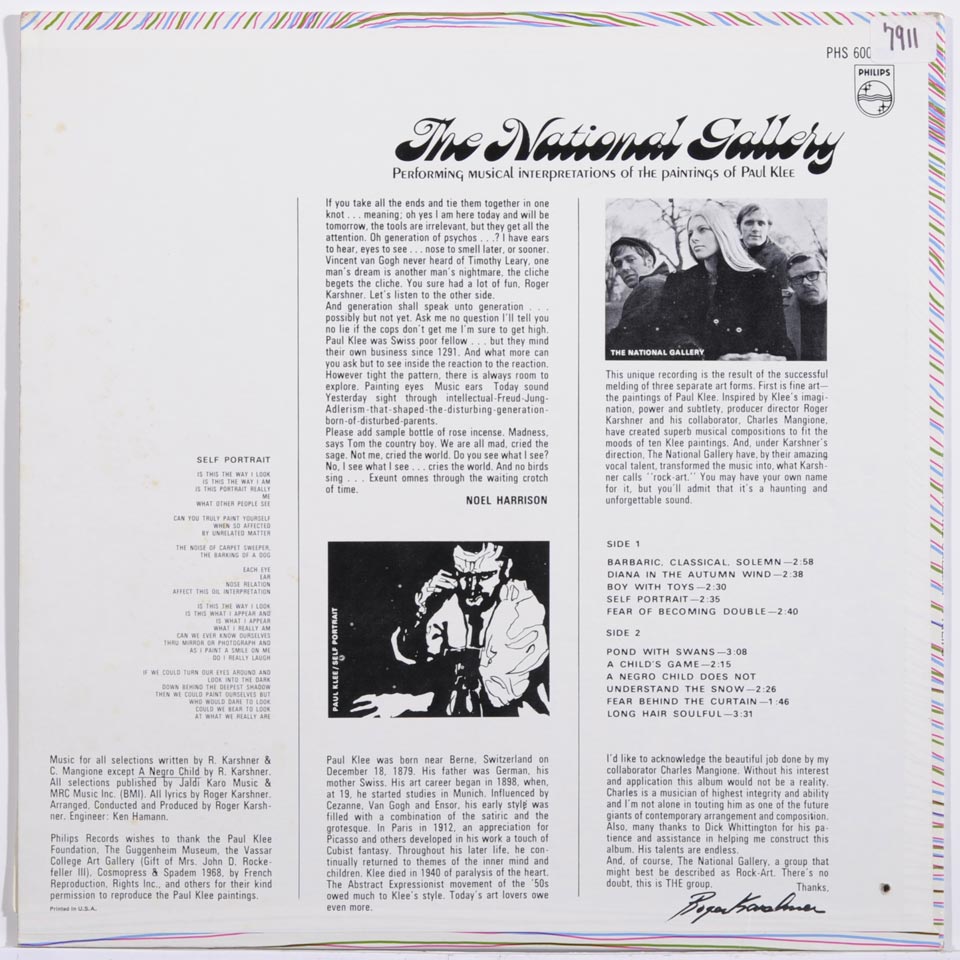 7911
PHS 600
PHILIPS
The National Gallery
PERFORMING MUSICAL INTERPRETATIONS OF THE PAINTINGS OF PAUL KLEE
SELF PORTRAIT
IS THIS THE WAY I LOOK
IS THIS THE WAY I AM
IS THIS PORTRAIT REALLY
ME
WHAT OTHER PEOPLE SEE
CAN YOU TRULY PAINT YOURSELF
WHEN SO AFFECTED
BY UNRELATED MATTER
THE NOISE OF CARPET SWEEPER,
THE BARKING OF A DOG
EACH EYE
EAR
NOSE RELATION
AFFECT THIS OIL INTERPRETATION
IS THIS THE WAY I LOOK
IS THIS WHAT I APPEAR AND
IS WHAT I APPEAR
WHAT I REALLY AM
CAN WE EVER KNOW OURSELVES
THRU MIRROR OR PHOTOGRAPH AND
AS I PAINT A SMILE ON ME
DO I REALLY LAUGH
IF WE COULD TURN OUR EYES AROUND AND
LOOK INTO THE DARK
DOWN BEHIND THE DEEPEST SHADOW
THEN WE COULD PAINT OURSELVES BUT
WHO WOULD DARE TO LOOK
COULD WE BEAR TO LOOK
AT WHAT WE REALLY ARE
Music for all selections written by R. Karshner &
C. Mangione except A Negro Child by R. Karshner.
All selections published by Jaldi Karo Music &
MRC Music Inc. (BMI). All lyrics by Roger Karshner.
Arranged, Conducted and Produced by Roger Karsh-
ner. Engineer: Ken Hamann.
Philips Records wishes to thank the Paul Klee
Foundation, The Guggenheim Museum, the Vassar
College Art Gallery (Gift of Mrs. John D. Rocke-
feller III). Cosmopress & Spadem 1968, by French
Reproduction, Rights Inc., and others for their kind
permission to reproduce the Paul Klee paintings.
Printed in U.S.A.
If you take all the ends and tie them together in one
knot . . . meaning; oh yes I am here today and will be
tomorrow, the tools are irrelevant, but they get all the
attention. Oh generation of psychos . . .? I have ears
to hear, eyes to see . . . nose to smell later, or sooner.
Vincent van Gogh never heard of Timothy Leary, one
man's dream is another man's nightmare, the cliche
begets the cliche. You sure had a lot of fun, Roger
Karshner. Let's listen to the other side.
And generation shall speak unto generation . . .
possibly but not yet. Ask me no question I'll tell you
no lie if the cops don't get me I'm sure to get high.
Paul Klee was Swiss poor fellow . . . but they mind
their own business since 1291. And what more can
you ask but to see inside the reaction to the reaction.
However tight the pattern, there is always room to
explore. Painting eyes Music ears Today sound
Yesterday sight through intellectual-Freud-Jung-
Adlerism-that-shaped-the-disturbing-generation-
born-of-disturbed-parents.
Please add sample bottle of rose incense. Madness,
says Tom the country boy. We are all mad, cried the
sage. Not me, cried the world. Do you see what I see?
No, I see what I see . . . cries the world. And no birds
sing . . . Exeunt omnes through the waiting crotch
of time.
NOEL HARRISON
PAUL KLEE/SELF PORTRAIT
Paul Klee was born near Berne, Switzerland on
December 18, 1879. His father was German, his
mother Swiss. His art career began in 1898, when,
at 19, he started studies in Munich. Influenced by
Cezanne, Van Gogh and Ensor, his early style was
filled with a combination of the satiric and the
grotesque. In Paris in 1912, an appreciation for
Picasso and others developed in his work a touch of
Cubist fantasy. Throughout his later life, he con-
tinually returned to themes of the inner mind and
children. Klee died in 1940 of paralysis of the heart.
The Abstract Expressionist movement of the '50s
owed much to Klee's style. Today's art lovers owe
even more.
THE NATIONAL GALLERY
This unique recording is the result of the successful
melding of three separate art forms. First is fine art—
the paintings of Paul Klee. Inspired by Klee's imagi-
nation, power and subtlety, producer director Roger
Karshner and his collaborator, Charles Mangione,
have created superb musical compositions to fit the
moods of ten Klee paintings. And, under Karshner's
direction, The National Gallery have, by their amazing
vocal talent, transformed the music into, what Karsh-
ner calls "rock-art." You may have your own name
for it, but you'll admit that it's a haunting and
unforgettable sound.
SIDE 1
BARBARIC, CLASSICAL, SOLEMN—2:58
DIANA IN THE AUTUMN WIND—2:38
BOY WITH TOYS—2:30
SELF PORTRAIT—2:35
FEAR OF BECOMING DOUBLE—2:40
SIDE 2
POND WITH SWANS—3:08
A CHILD'S GAME—2:15
A NEGRO CHILD DOES NOT
UNDERSTAND THE SNOW—2:26
FEAR BEHIND THE CURTAIN—1:46
LONG HAIR SOULFUL—3:31
I'd like to acknowledge the beautiful job done by my
collaborator Charles Mangione. Without his interest
and application this album would not be a reality.
Charles is a musician of highest integrity and ability
and I'm not alone in touting him as one of the future
giants of contemporary arrangement and composition.
Also, many thanks to Dick Whittington for his pa-
tience and assistance in helping me construct this
album. His talents are endless.
And, of course, The National Gallery, a group that
might best be described as Rock-Art. There's no
doubt, this is THE group.
Thanks,
Roger Karshner